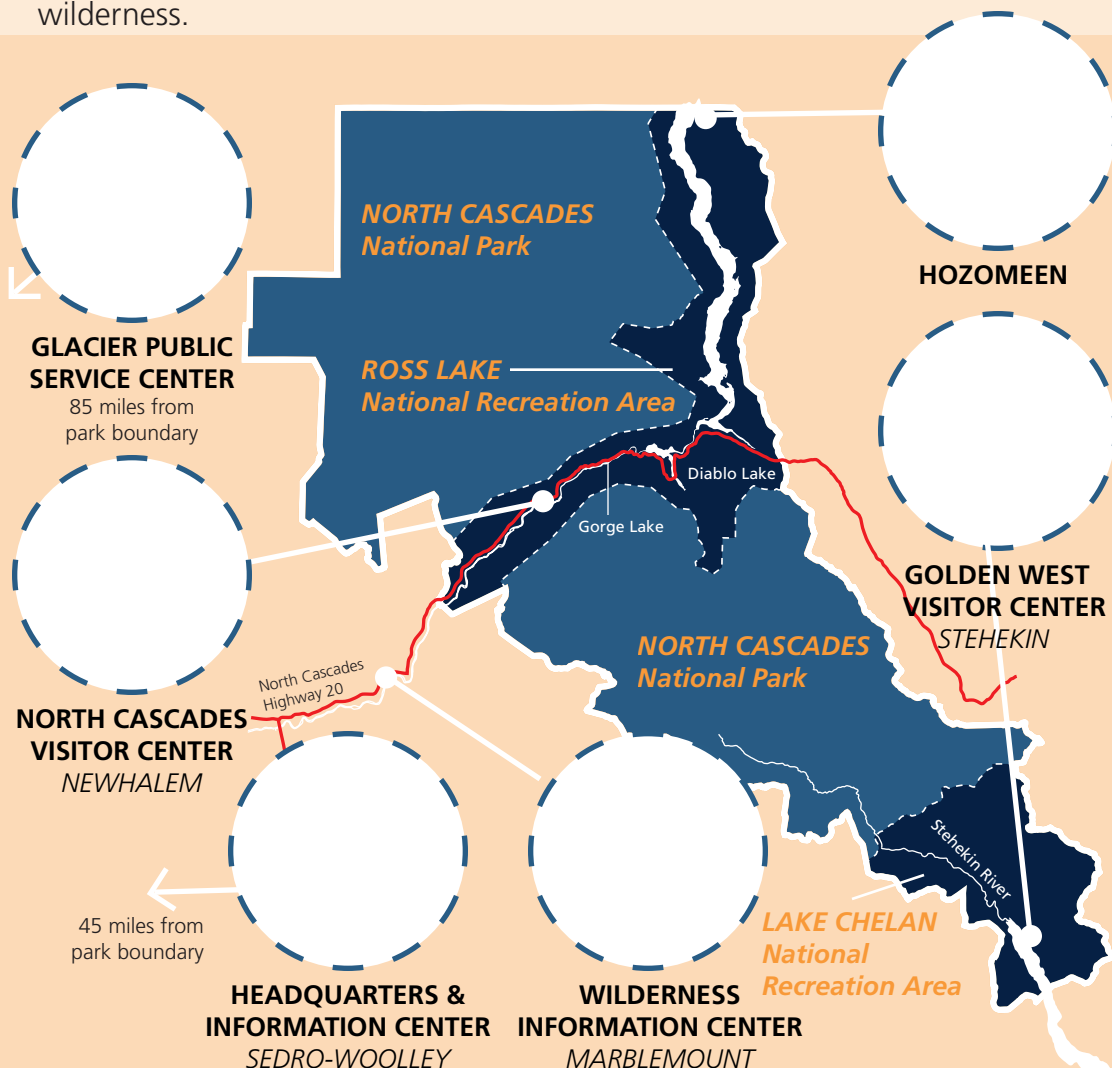 wilderness.
NORTH CASCADES
National Park
HOZOMEEN
GLACIER PUBLIC
SERVICE CENTER
85 miles from
park boundary
ROSS LAKE
National Recreation Area
Diablo Lake
Gorge Lake
GOLDEN WEST
VISITOR CENTER
STEHEKIN
NORTH CASCADES
National Park
North Cascades
Highway 20
NORTH CASCADES
VISITOR CENTER
NEWHALEM
Stehekin River
45 miles from
park boundary
LAKE CHELAN
National
Recreation Area
HEADQUARTERS &
INFORMATION CENTER
SEDRO-WOOLLEY
WILDERNESS
INFORMATION CENTER
MARBLEMOUNT